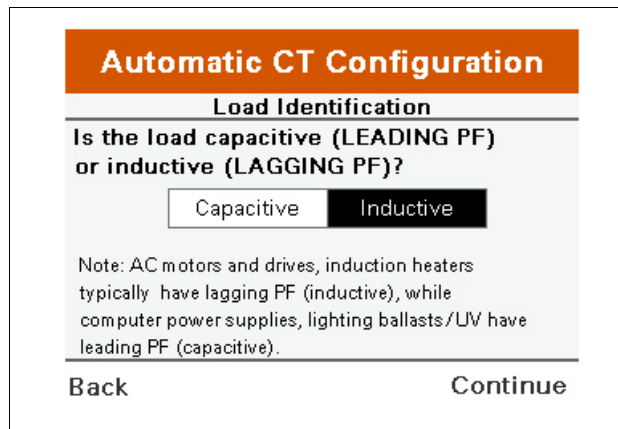 Automatic CT Configuration
Load Identification
Is the load capacitive (LEADING PF)
or inductive (LAGGING PF)?
Capacitive Inductive
Note: AC motors and drives, induction heaters
typically have lagging PF (inductive), while
computer power supplies, lighting ballasts/UV have
leading PF (capacitive).
Back Continue